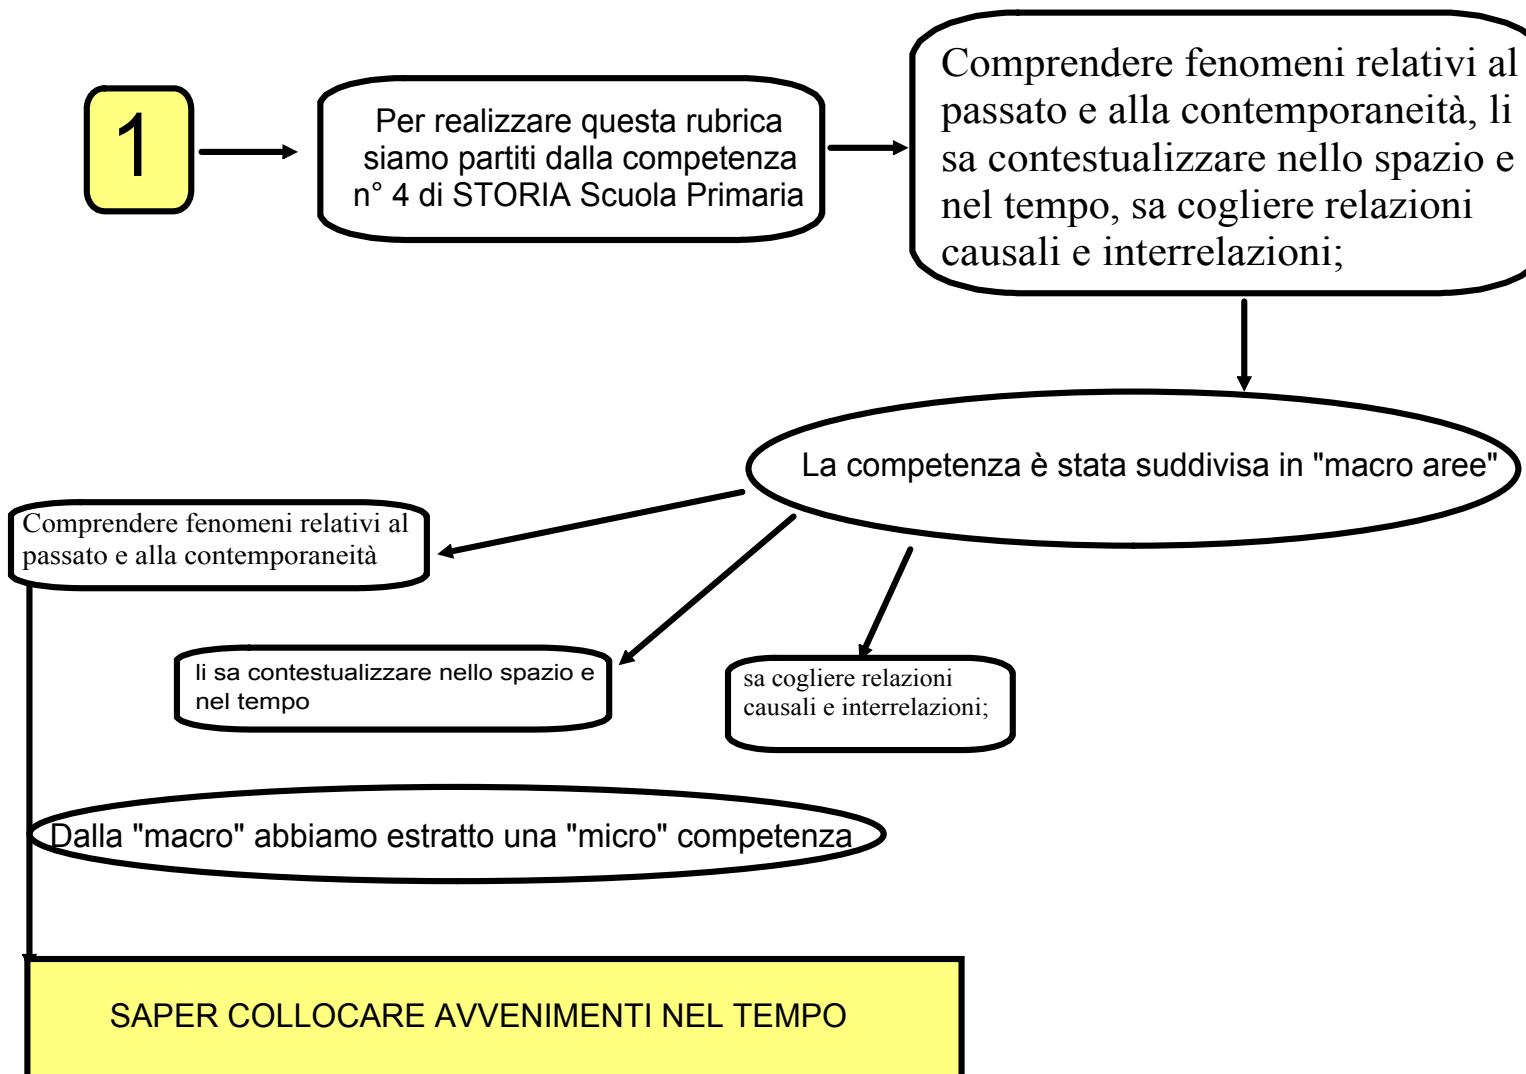 1
Per realizzare questa rubrica
siamo partiti dalla competenza
n° 4 di STORIA Scuola Primaria
Comprendere fenomeni relativi al
passato e alla contemporaneità, li
sa contestualizzare nello spazio e
nel tempo, sa cogliere relazioni
causali e interrelazioni;
La competenza è stata suddivisa in "macro aree"
Comprendere fenomeni relativi al
passato e alla contemporaneità
li sa contestualizzare nello spazio e
nel tempo
sa cogliere relazioni
causali e interrelazioni;
Dalla "macro" abbiamo estratto una "micro" competenza
SAPER COLLOCARE AVVENIMENTI NEL TEMPO